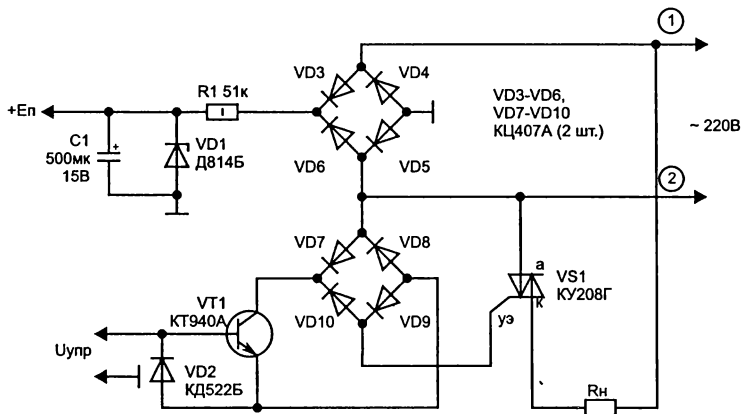 1
VD3
VD4
R1 51к
+Eп
C1
500мк
15В
+
VD1
Д814Б
VD6
VD5
VD3-VD6,
VD7-VD10
КЦ407А (2 шт.)
~ 220В
2
VD7
VD8
VT1
КТ940А
VD10
VD9
а
к
уэ
VS1
КУ208Г
Uупр
VD2
КД522Б
Rн